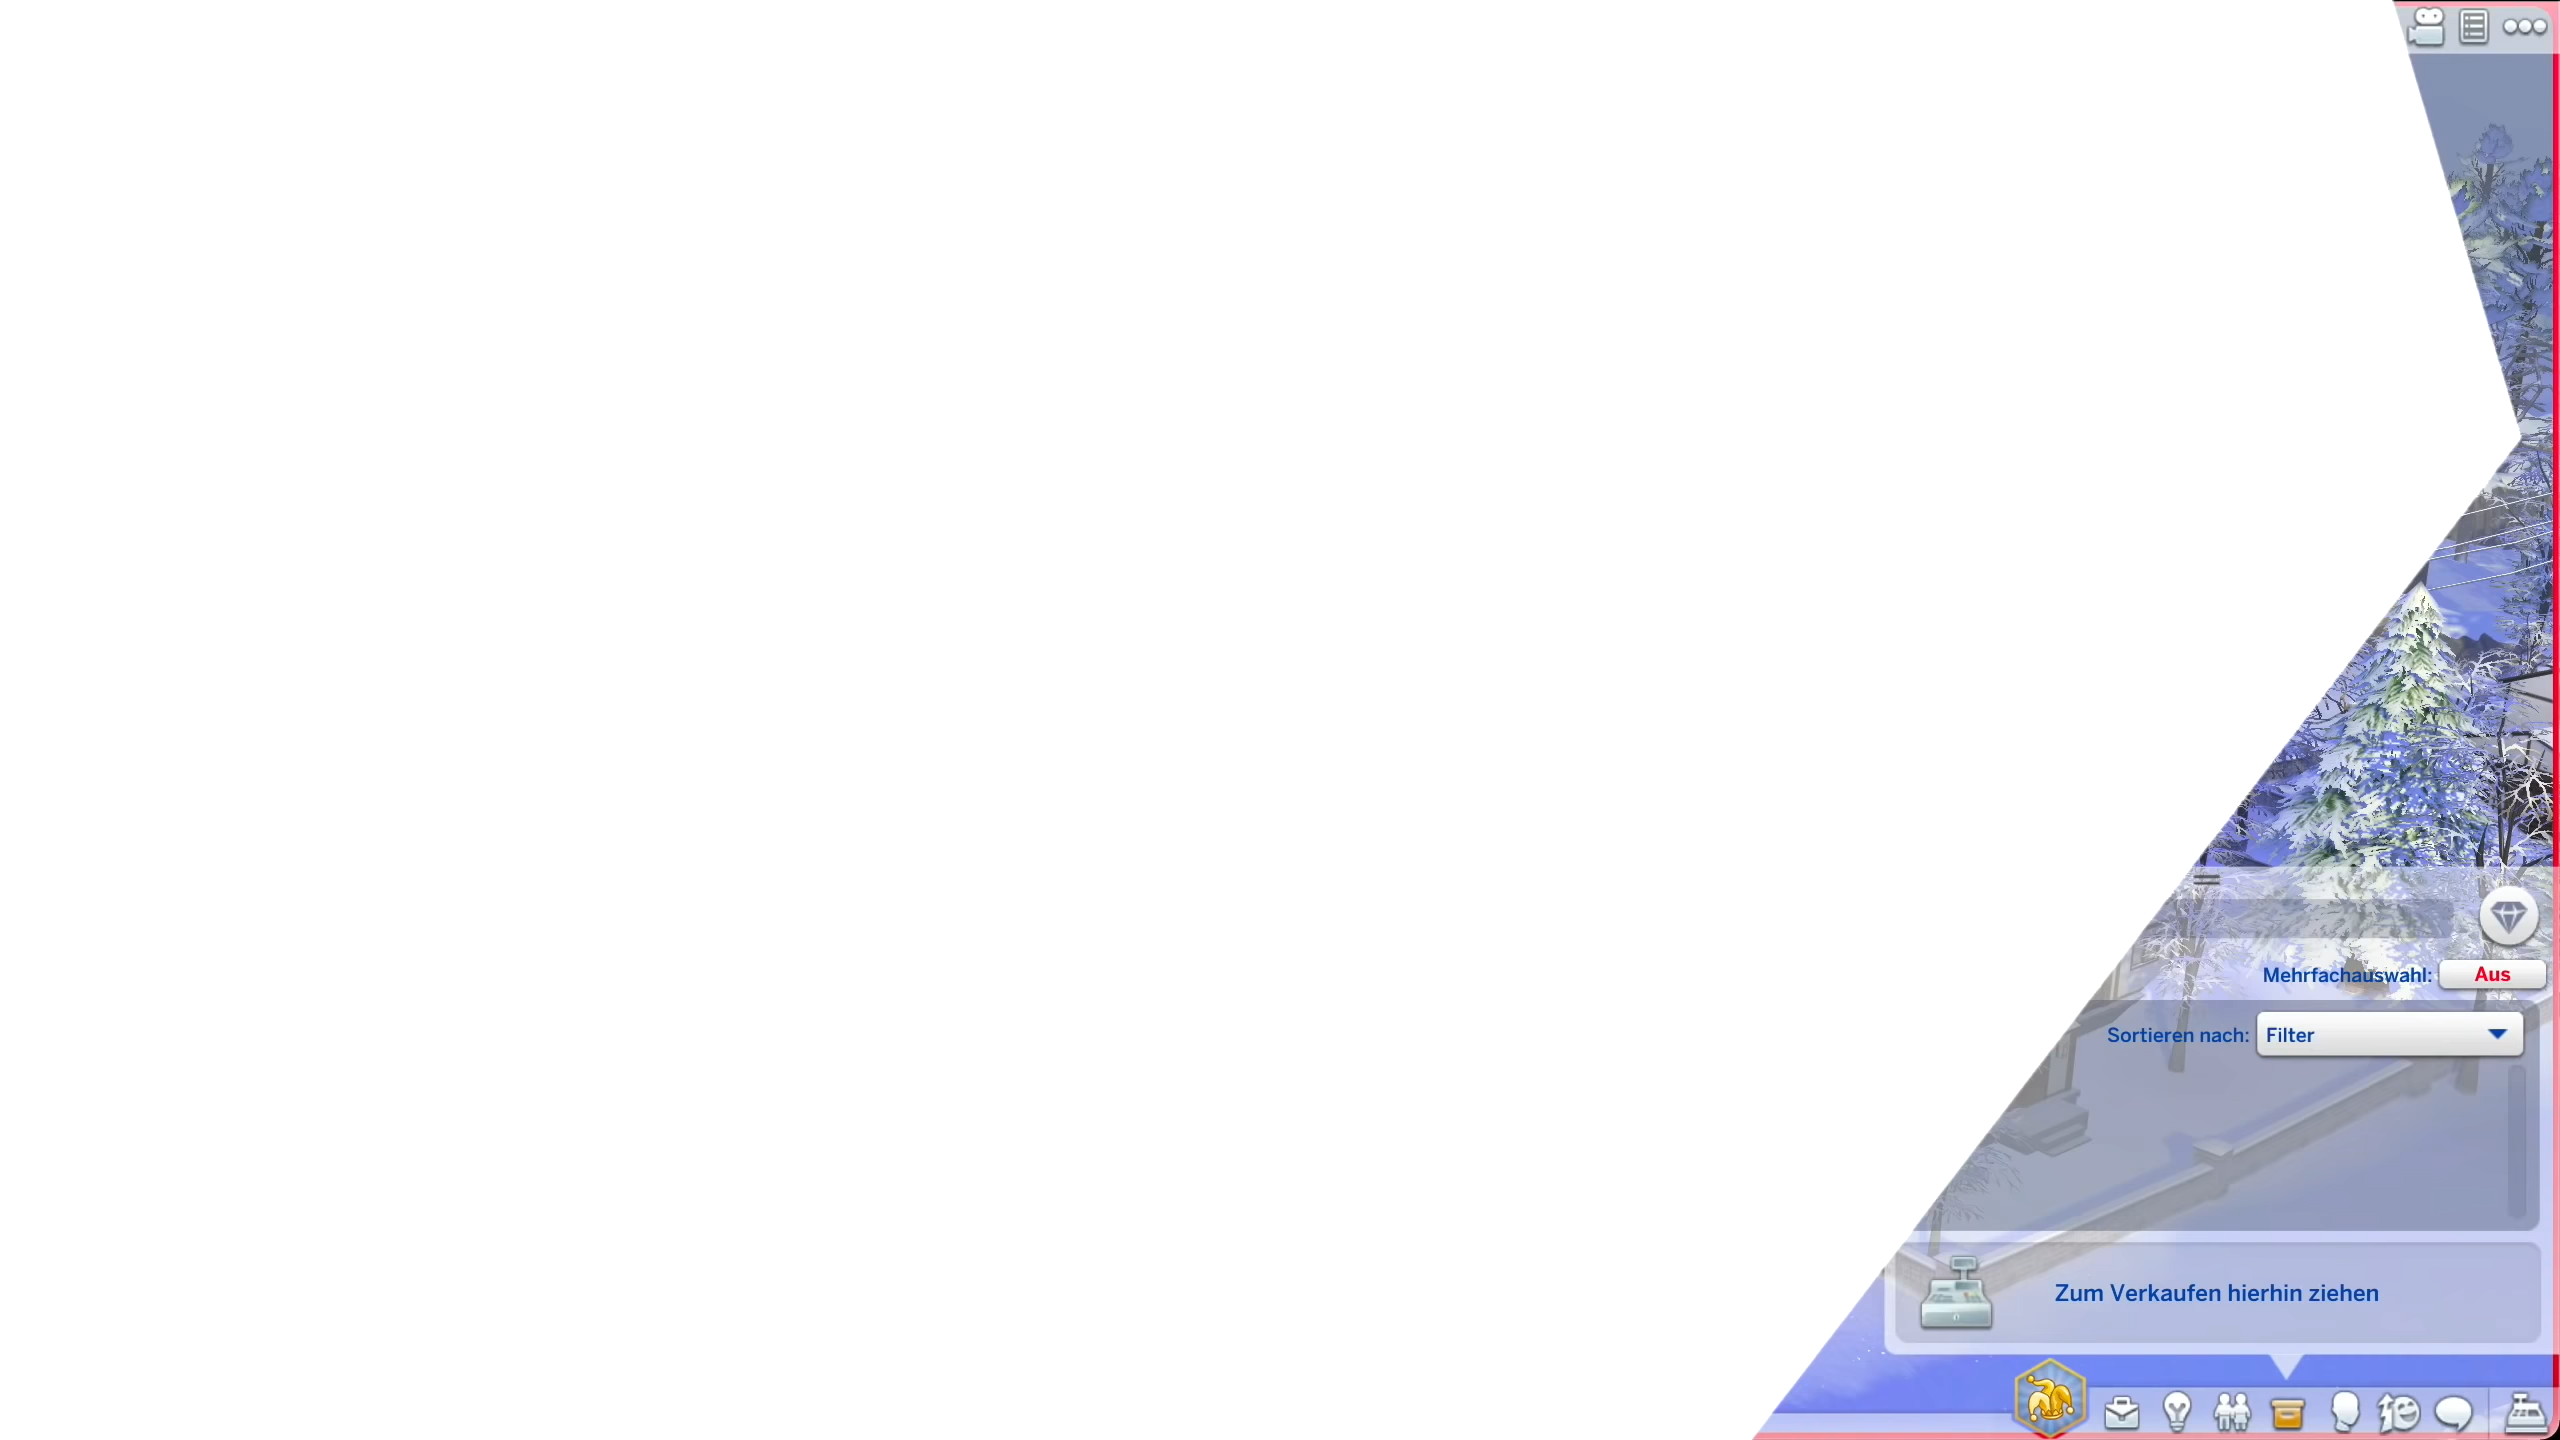 Mehrfachauswahl: Aus
Sortieren nach: Filter
Zum Verkaufen hierhin ziehen